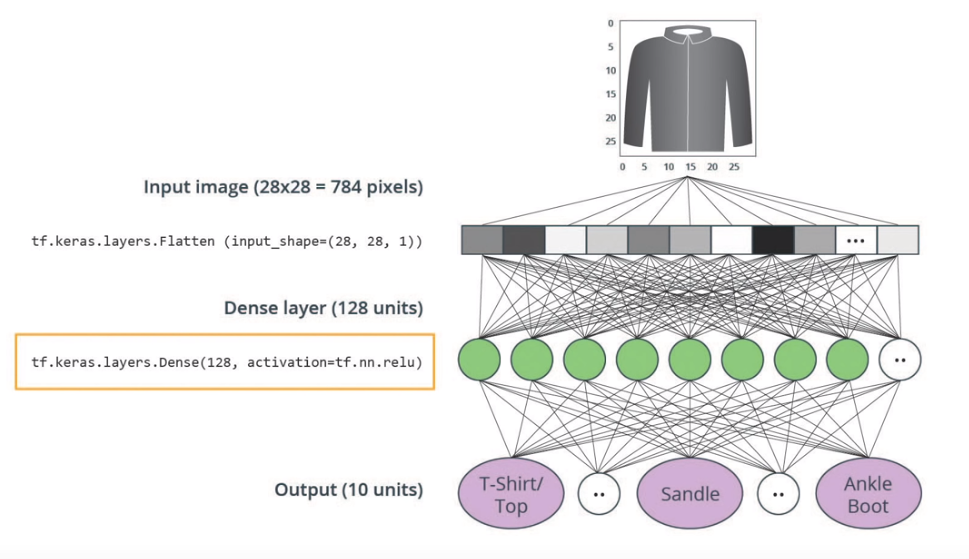 0
5
10
15
20
25
0 5 10 15 20 25
Input image (28x28 = 784 pixels)
tf.keras.layers.Flatten (input_shape=(28, 28, 1))
...
Dense layer (128 units)
tf.keras.layers.Dense(128, activation=tf.nn.relu)
..
Output (10 units)
T-Shirt/
Top
..
Sandle
..
Ankle
Boot